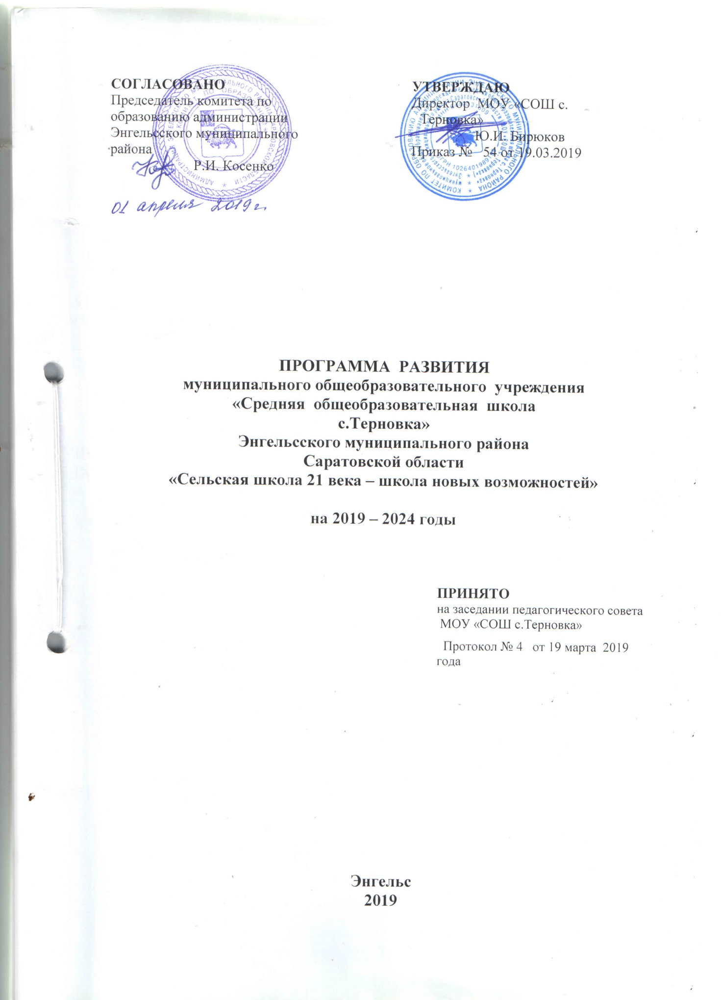 СОГЛАСОВАНО
Председатель комитета по
образованию администрации
Энгельсского муниципального
района
Р.И. Косенко
01 апреля 2019 г.
УТВЕРЖДАЮ
Директор МОУ «СОШ с.
Терновка»
Ю.И. Бирюков
Приказ № 54 от 19.03.2019
ПРОГРАММА РАЗВИТИЯ
муниципального общеобразовательного учреждения
«Средняя общеобразовательная школа
с.Терновка»
Энгельсского муниципального района
Саратовской области
«Сельская школа 21 века – школа новых возможностей»
на 2019 – 2024 годы
ПРИНЯТО
на заседании педагогического совета
МОУ «СОШ с.Терновка»
Протокол № 4 от 19 марта 2019
года
Энгельс
2019